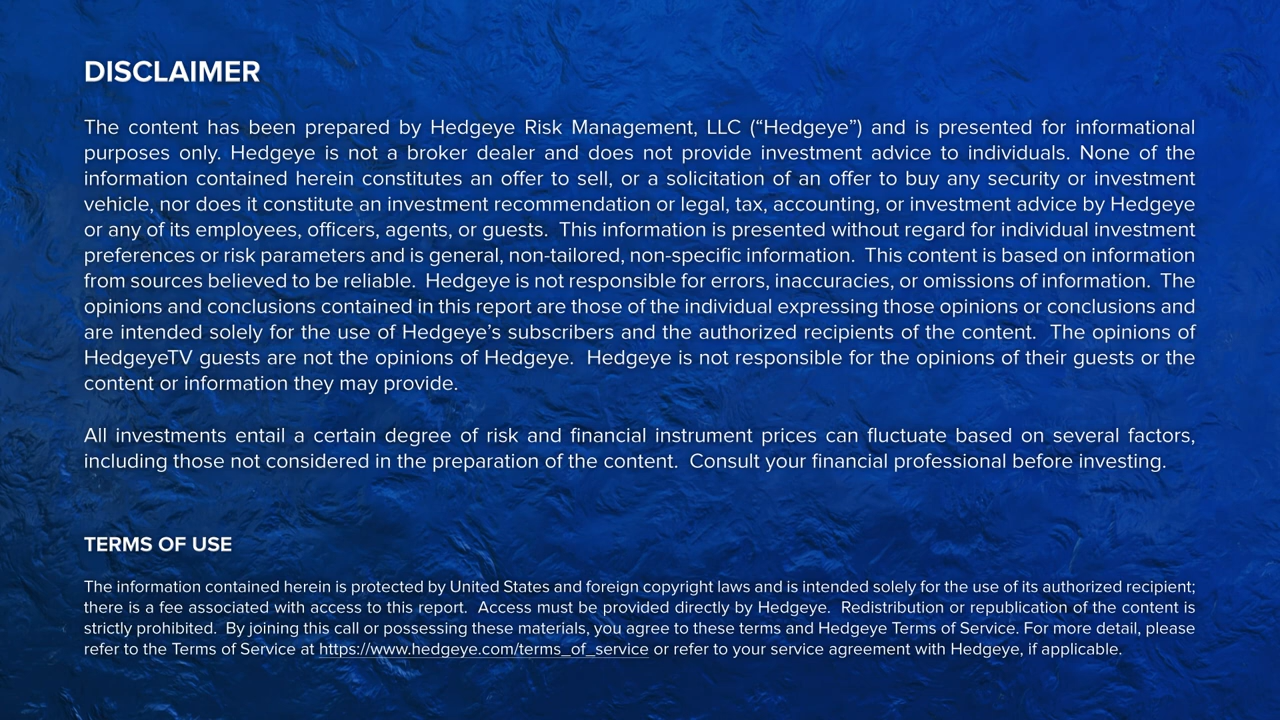 DISCLAIMER
The content has been prepared by Hedgeye Risk Management, LLC (“Hedgeye”) and is presented for informational
purposes only. Hedgeye is not a broker dealer and does not provide investment advice to individuals. None of the
information contained herein constitutes an offer to sell, or a solicitation of an offer to buy any security or investment
vehicle, nor does it constitute an investment recommendation or legal, tax, accounting, or investment advice by Hedgeye
or any of its employees, officers, agents, or guests.  This information is presented without regard for individual investment
preferences or risk parameters and is general, non-tailored, non-specific information.  This content is based on information
from sources believed to be reliable.  Hedgeye is not responsible for errors, inaccuracies, or omissions of information.  The
opinions and conclusions contained in this report are those of the individual expressing those opinions or conclusions and
are intended solely for the use of Hedgeye’s subscribers and the authorized recipients of the content.  The opinions of
HedgeyeTV guests are not the opinions of Hedgeye.  Hedgeye is not responsible for the opinions of their guests or the
content or information they may provide.
All investments entail a certain degree of risk and financial instrument prices can fluctuate based on several factors,
including those not considered in the preparation of the content.  Consult your financial professional before investing.
TERMS OF USE
The information contained herein is protected by United States and foreign copyright laws and is intended solely for the use of its authorized recipient;
there is a fee associated with access to this report.  Access must be provided directly by Hedgeye.  Redistribution or republication of the content is
strictly prohibited.  By joining this call or possessing these materials, you agree to these terms and Hedgeye Terms of Service. For more detail, please
refer to the Terms of Service at https://www.hedgeye.com/terms_of_service or refer to your service agreement with Hedgeye, if applicable.